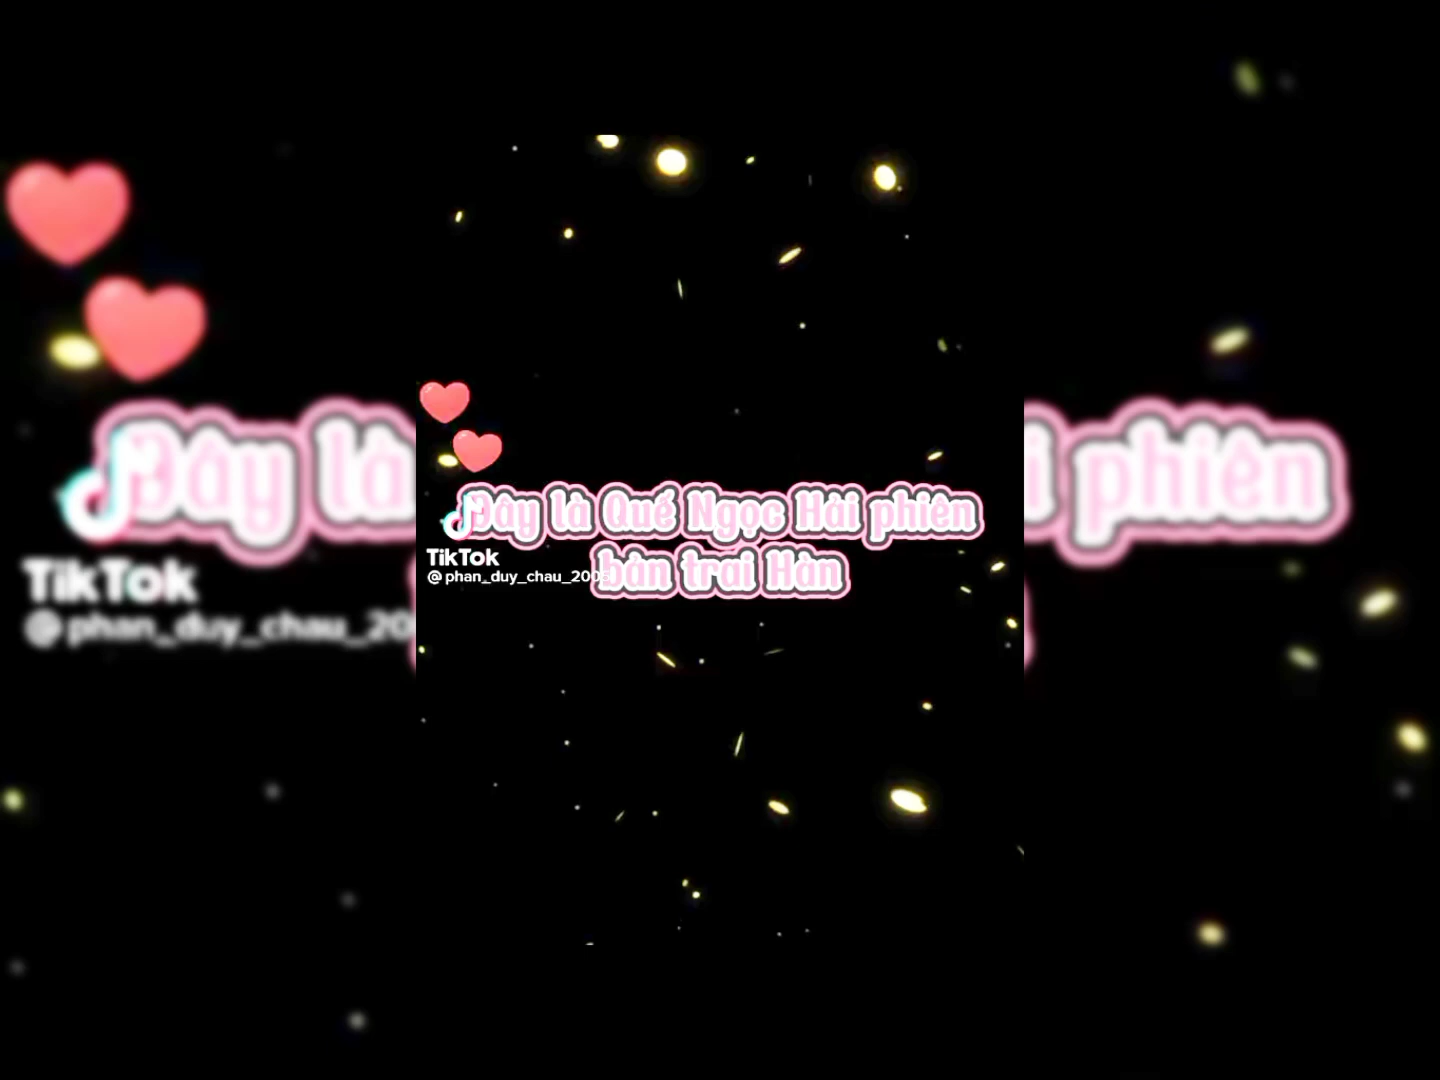 Đây là Quế Ngọc Hải phiên
bản trai Hàn
TikTok
@phan_duy_chau_2005